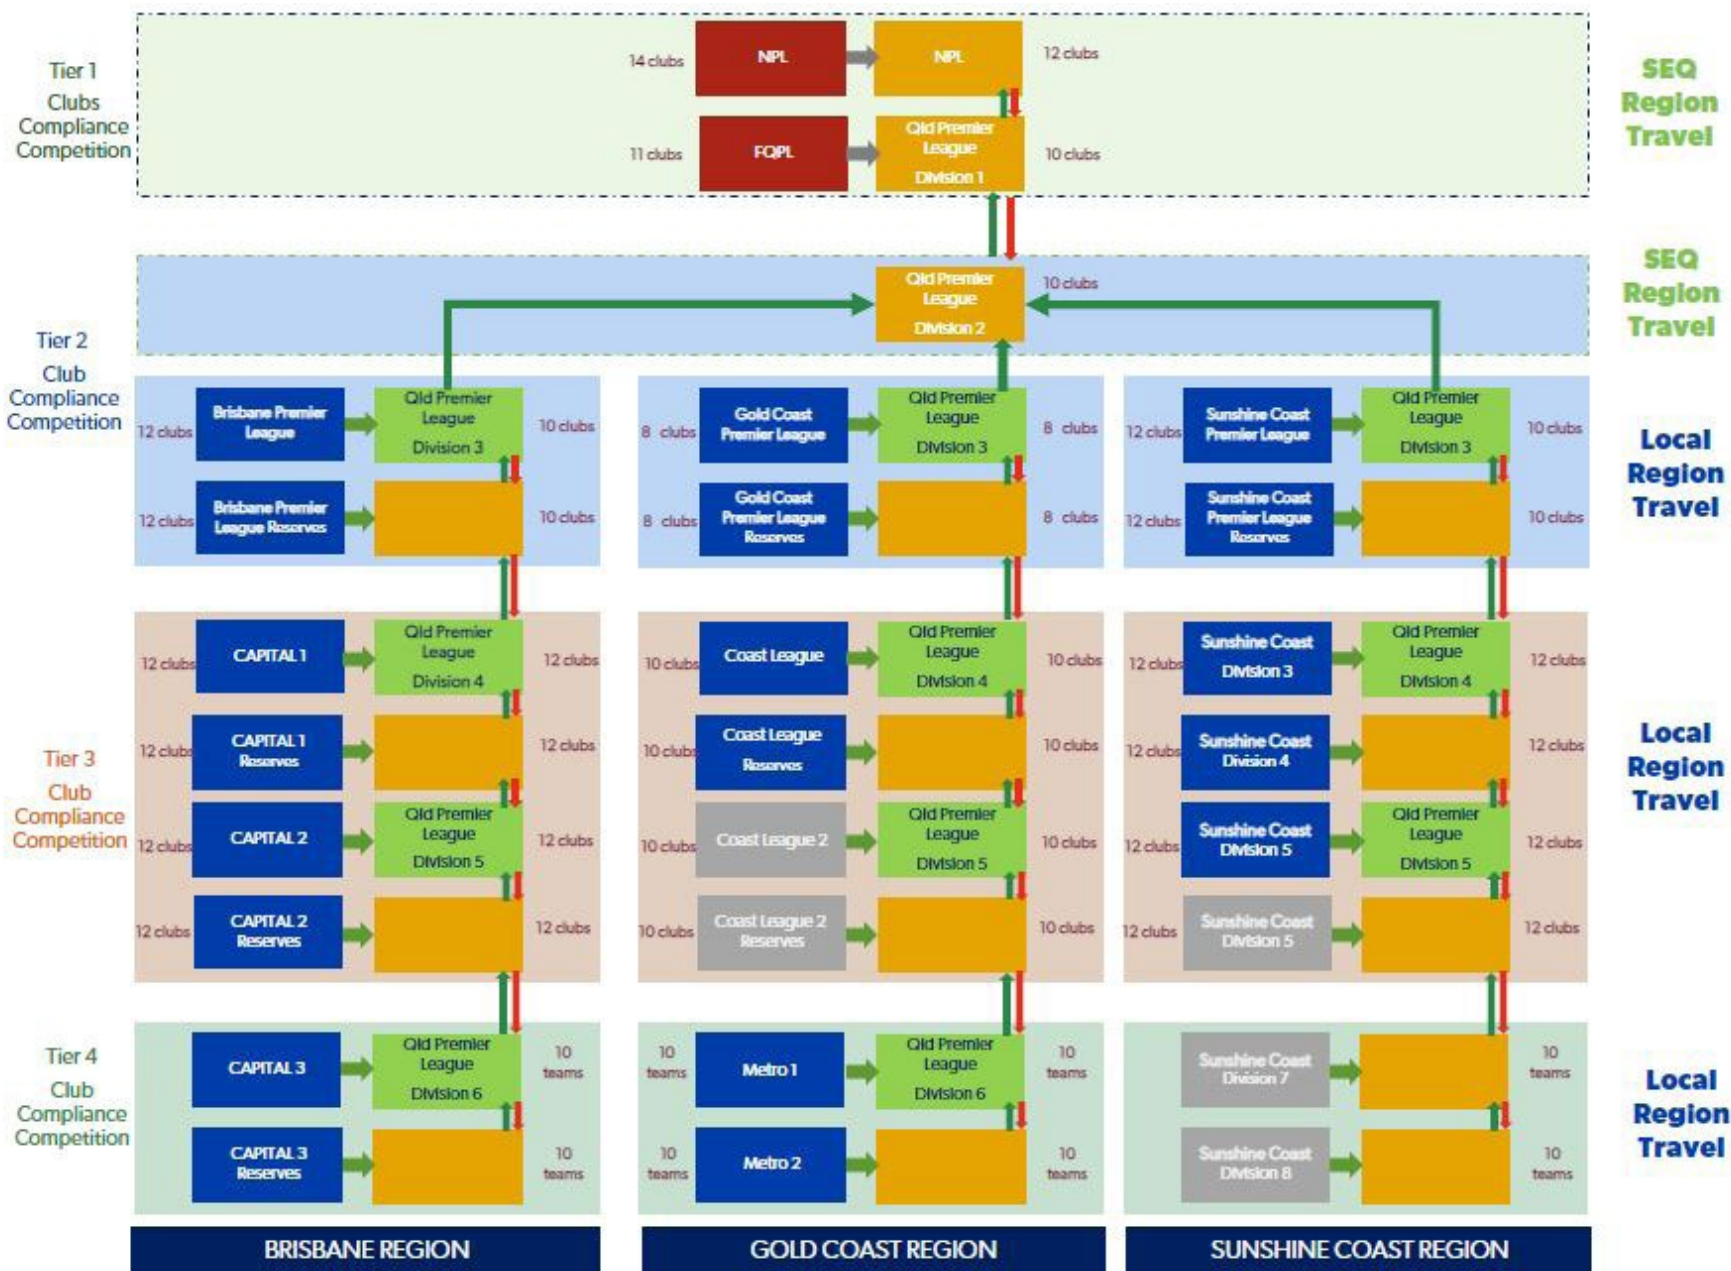 Tier 1
Clubs
Compliance
Competition
14 clubs
NPL
NPL
12 clubs
11 clubs
FQPL
Qld Premier
League
Division 1
10 clubs
SEQ
Region
Travel
Qld Premier
League
Division 2
10 clubs
SEQ
Region
Travel
Tier 2
Club
Compliance
Competition
12 clubs
Brisbane Premier
League
Qld Premier
League
Division 3
10 clubs
8 clubs
Gold Coast
Premier League
Qld Premier
League
Division 3
8 clubs
12 clubs
Sunshine Coast
Premier League
Qld Premier
League
Division 3
10 clubs
12 clubs
Brisbane Premier
League Reserves
10 clubs
8 clubs
Gold Coast
Premier League
Reserves
8 clubs
12 clubs
Sunshine Coast
Premier League
Reserves
10 clubs
Local
Region
Travel
Tier 3
Club
Compliance
Competition
12 clubs
CAPITAL 1
Qld Premier
League
Division 4
12 clubs
10 clubs
Coast League
Qld Premier
League
Division 4
10 clubs
12 clubs
Sunshine Coast
Division 3
Qld Premier
League
Division 4
12 clubs
12 clubs
CAPITAL 1
Reserves
12 clubs
10 clubs
Coast League
Reserves
10 clubs
12 clubs
Sunshine Coast
Division 4
12 clubs
12 clubs
CAPITAL 2
Qld Premier
League
Division 5
12 clubs
10 clubs
Coast League 2
Qld Premier
League
Division 5
10 clubs
12 clubs
Sunshine Coast
Division 5
Qld Premier
League
Division 5
12 clubs
12 clubs
CAPITAL 2
Reserves
12 clubs
10 clubs
Coast League 2
Reserves
10 clubs
12 clubs
Sunshine Coast
Division 5
12 clubs
Local
Region
Travel
Tier 4
Club
Compliance
Competition
CAPITAL 3
Qld Premier
League
Division 6
10
teams
10
teams
Metro 1
Qld Premier
League
Division 6
10
teams
Sunshine Coast
Division 7
10
teams
CAPITAL 3
Reserves
10
teams
10
teams
Metro 2
10
teams
Sunshine Coast
Division 8
10
teams
Local
Region
Travel
BRISBANE REGION
GOLD COAST REGION
SUNSHINE COAST REGION